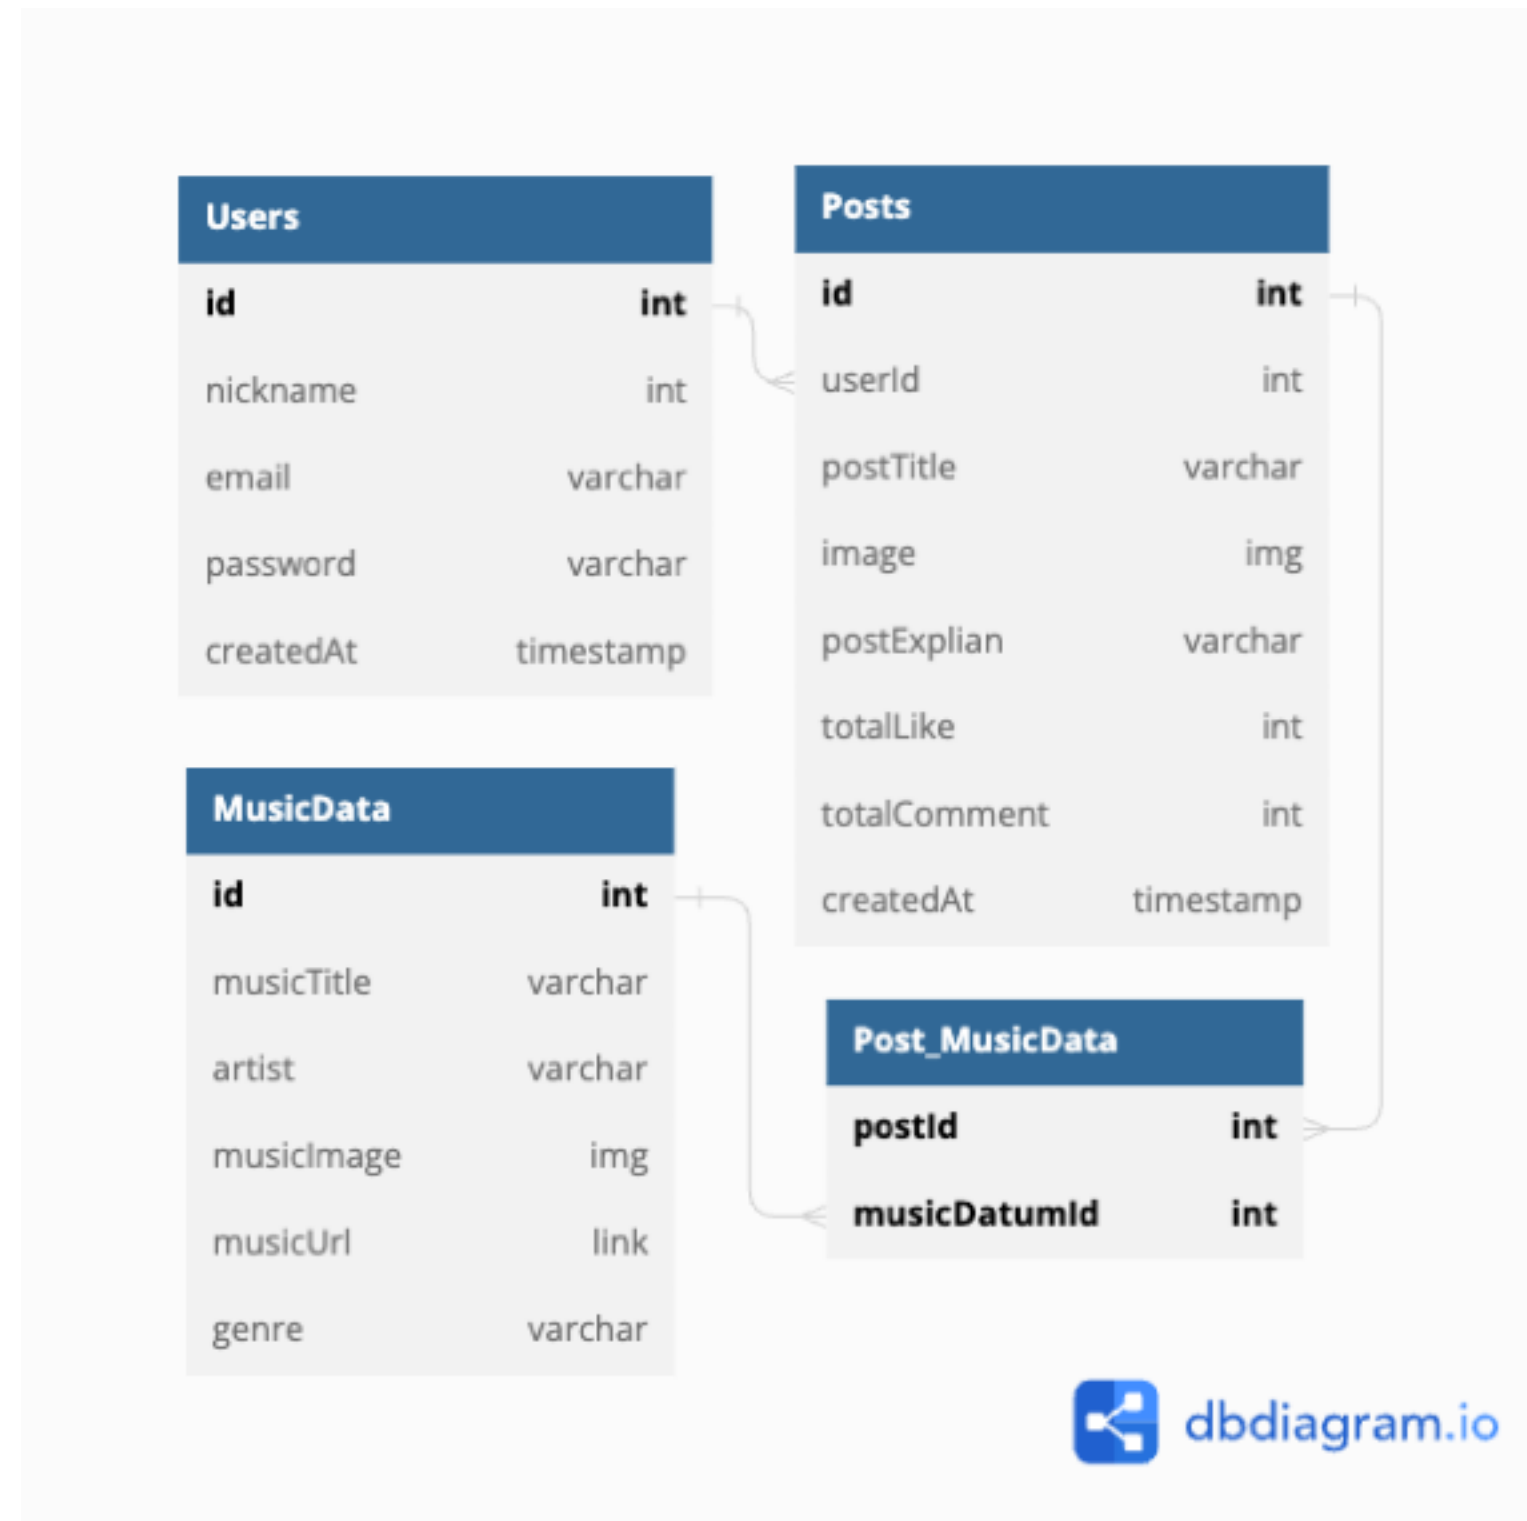 Users
id int
nickname int
email varchar
password varchar
createdAt timestamp
Posts
id int
userId int
postTitle varchar
image img
postExplian varchar
totalLike int
totalComment int
createdAt timestamp
MusicData
id int
musicTitle varchar
artist varchar
musicImage img
musicUrl link
genre varchar
Post_MusicData
postId int
musicDatumId int
dbdiagram.io